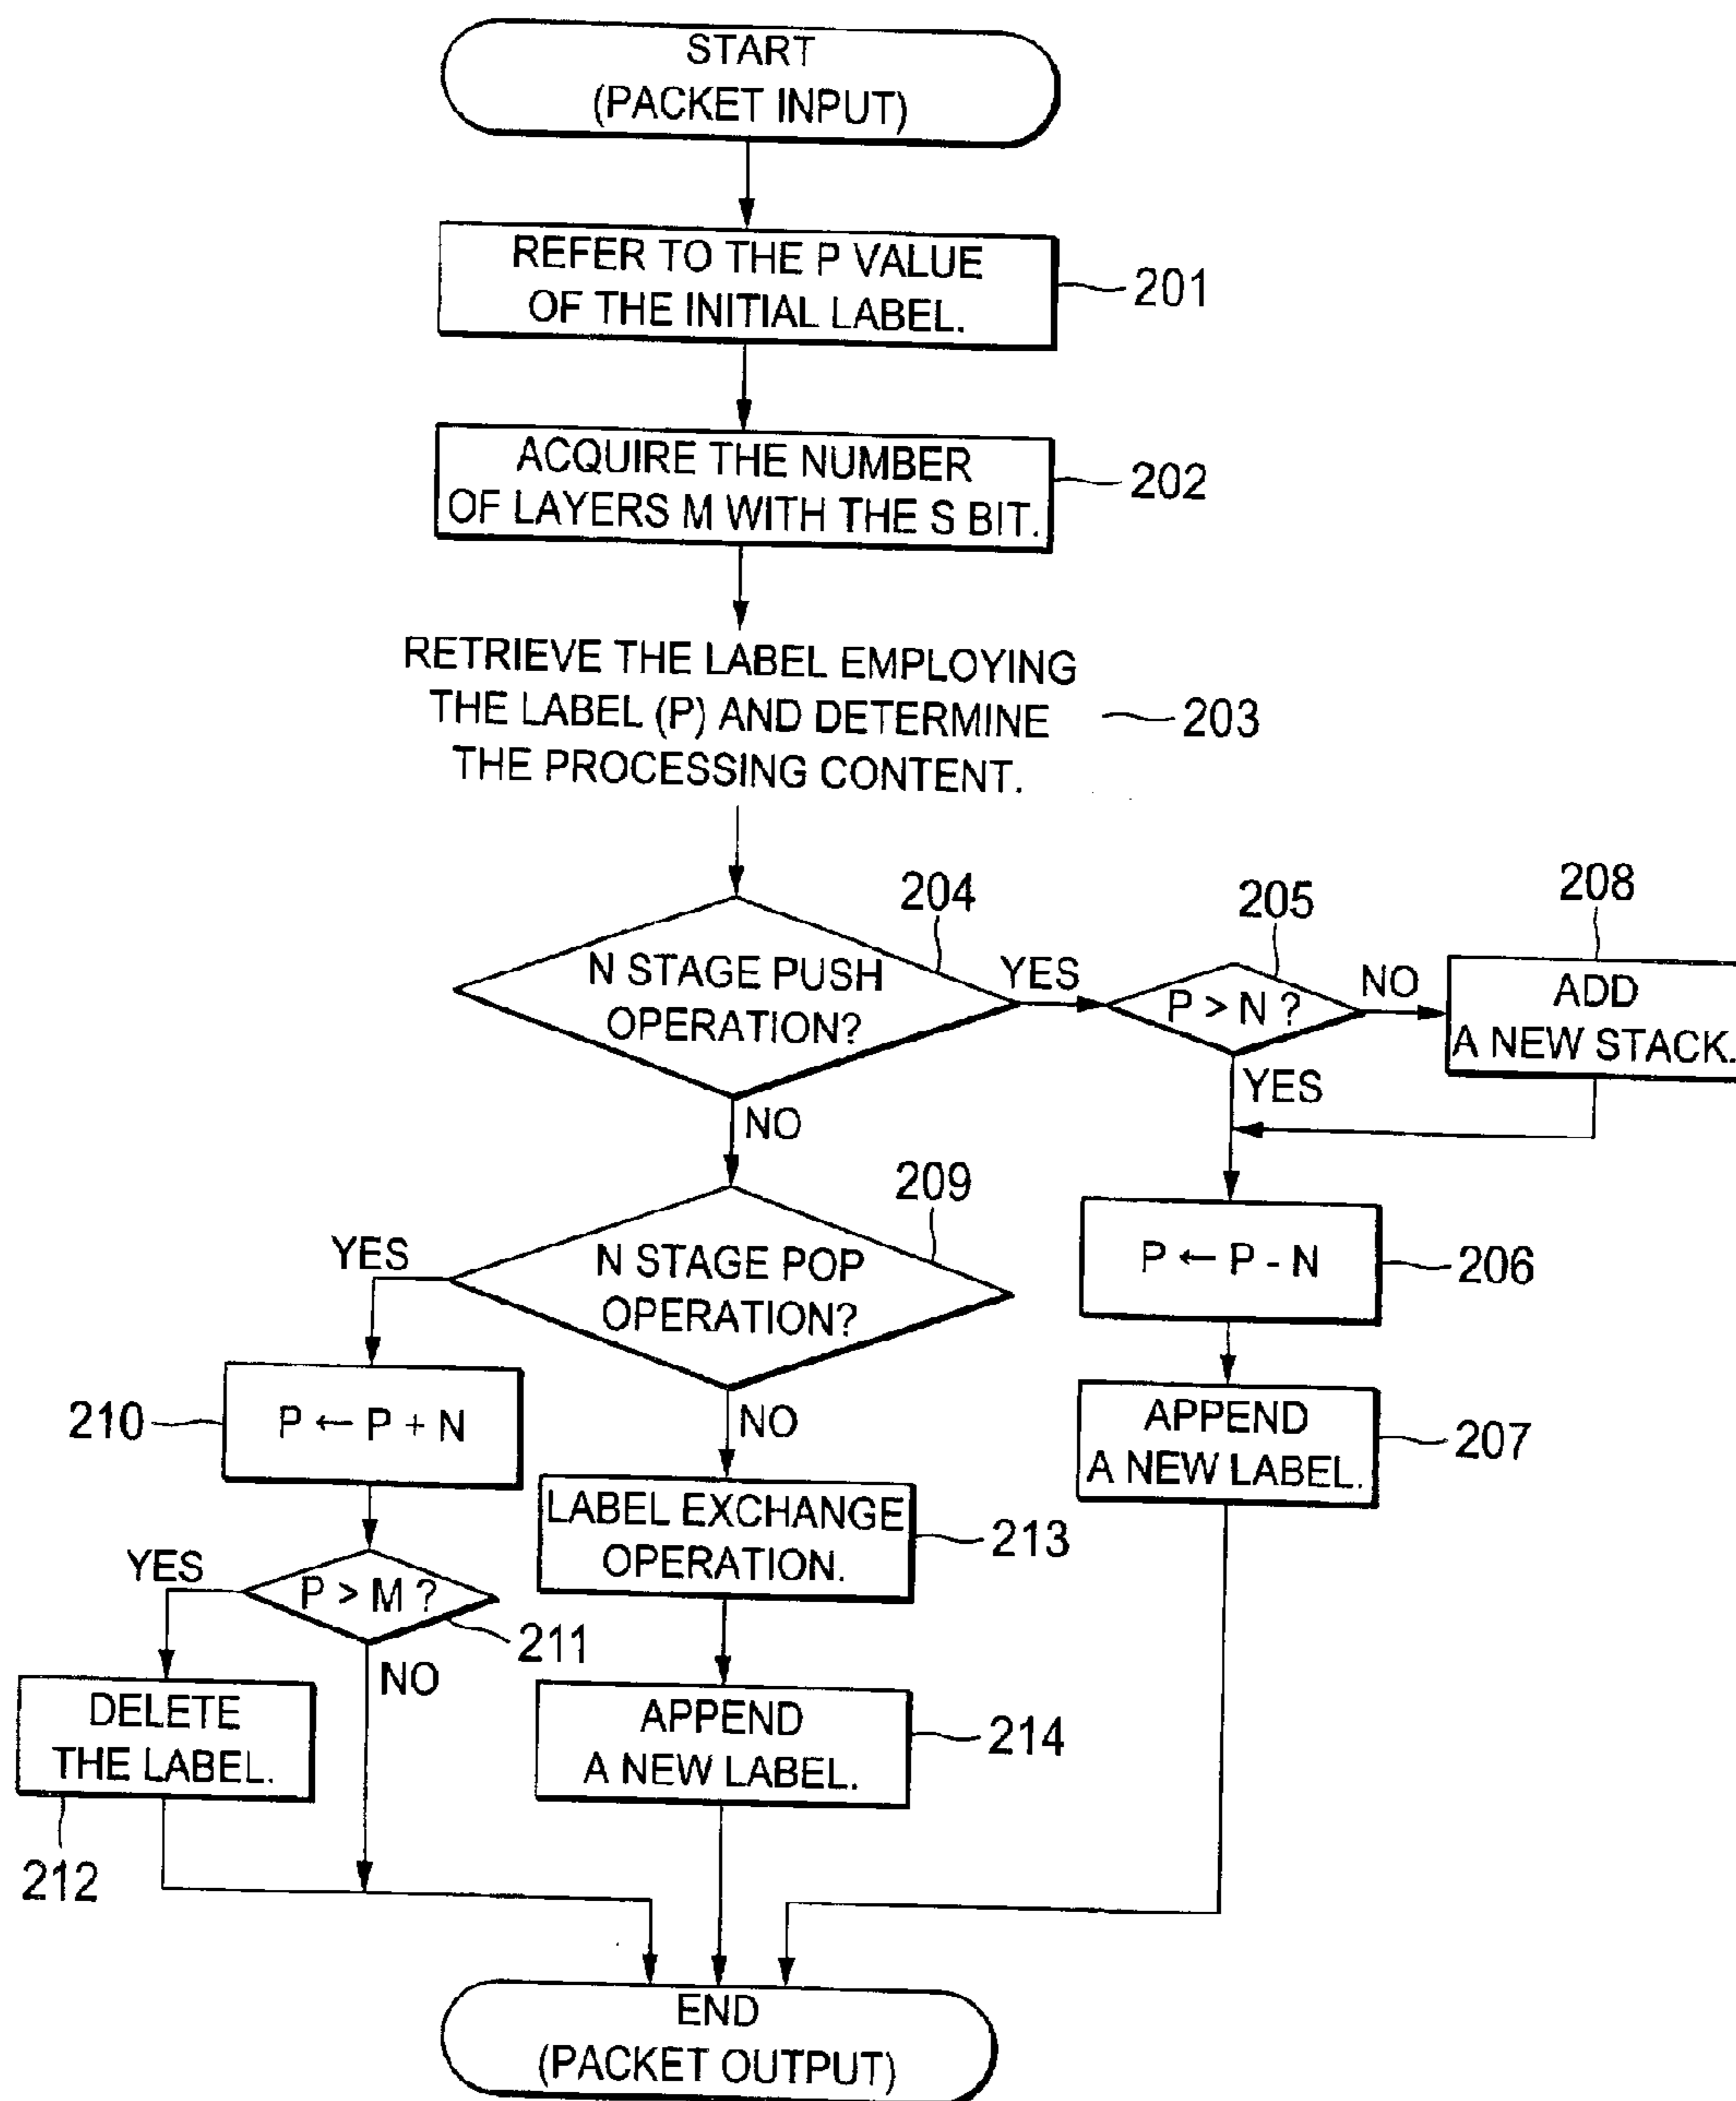 START
(PACKET INPUT)
REFER TO THE P VALUE
OF THE INITIAL LABEL.
201
ACQUIRE THE NUMBER
OF LAYERS M WITH THE S BIT.
202
RETRIEVE THE LABEL EMPLOYING
THE LABEL (P) AND DETERMINE
THE PROCESSING CONTENT.
203
N STAGE PUSH
OPERATION?
204
YES
NO
P > N ?
205
NO
YES
ADD
A NEW STACK.
208
P ← P - N
206
APPEND
A NEW LABEL.
207
N STAGE POP
OPERATION?
209
YES
NO
P ← P + N
210
P > M ?
211
YES
NO
DELETE
THE LABEL.
212
LABEL EXCHANGE
OPERATION.
213
APPEND
A NEW LABEL.
214
END
(PACKET OUTPUT)